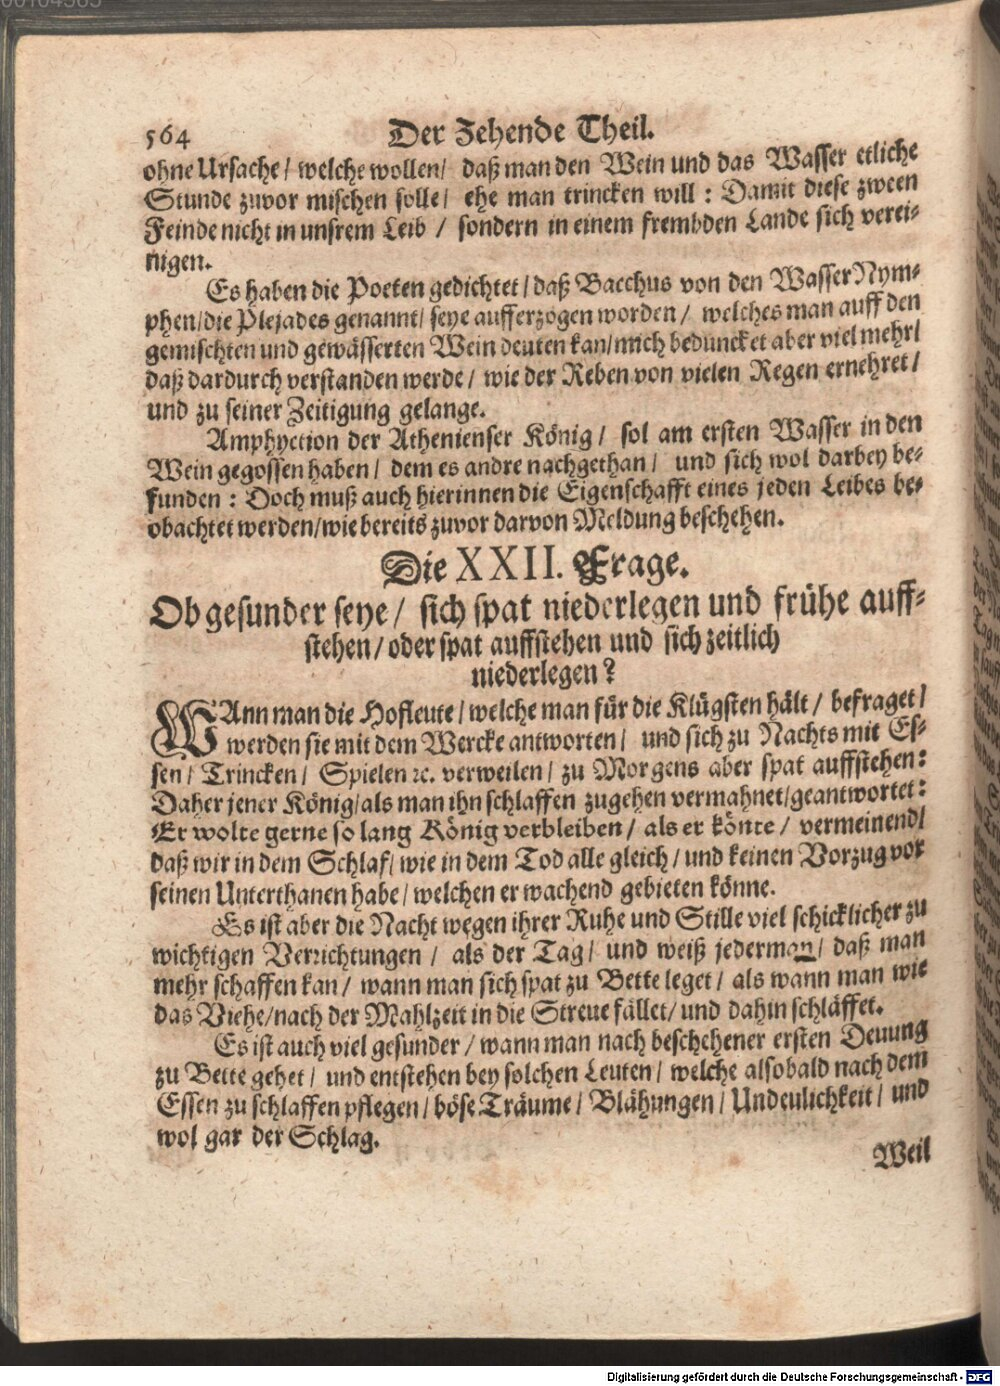 564 Der Zehende Theil.
ohne Ursache / welche wollen / daß man den Wein und das Wasser etliche
Stunde zuvor mischen solle / ehe man trincken will : Damit diese zween
Feinde nicht in unsrem Leib / sondern in einem frembden Lande sich verei-
nigen.
Es haben die Poeten gedichtet / daß Bacchus von den Wasser Nym-
phen / die Plejades genannt / seye aufferzogen worden / welches man auff den
gemischten und gewässerten Wein deuten kan / mich beduncket aber viel mehr /
daß dardurch verstanden werde / wie der Reben von vielen Regen ernehret /
und zu seiner Zeitigung gelange.
Amphyction der Athenienser König / sol am ersten Wasser in den
Wein gegossen haben / dem es andre nachgethan / und sich wol darbey be-
funden : Doch muß auch hierinnen die Eigenschafft eines jeden Leibes be-
obachtet werden / wie bereits zuvor darvon Meldung beschehen.
Die XXII. Frage.
Ob gesunder seye / sich spat niederlegen und frühe auff-
stehen / oder spat auffstehen und sich zeitlich
niederlegen ?
WAnn man die Hofleute / welche man für die Klügsten hält / befraget /
werden sie mit dem Wercke antworten / und sich zu Nachts mit Es-
sen / Trincken / Spielen ꝛc. verweilen / zu Morgens aber spat auffstehen :
Daher jener König / als man ihn schlaffen zugehen vermahnet / geantwortet :
Er wolte gerne so lang König verbleiben / als er könte / vermeinend /
daß wir in dem Schlaf / wie in dem Tod alle gleich / und keinen Vorzug vor
seinen Unterthanen habe / welchen er wachend gebieten könne.
Es ist aber die Nacht wegen ihrer Ruhe und Stille viel schicklicher zu
wichtigen Verrichtungen / als der Tag / und weiß jederman / daß man
mehr schaffen kan / wann man sich spat zu Bette leget / als wann man wie
das Viehe / nach der Mahlzeit in die Streue fället / und dahin schläffet.
Es ist auch viel gesunder / wann man nach beschehener ersten Deuung
zu Bette gehet / und entstehen bey solchen Leuten / welche alsobald nach dem
Essen zu schlaffen pflegen / böse Träume / Blähungen / Undeulichkeit / und
wol gar der Schlag.
Weil
Digitalisierung gefördert durch die Deutsche Forschungsgemeinschaft - DFG